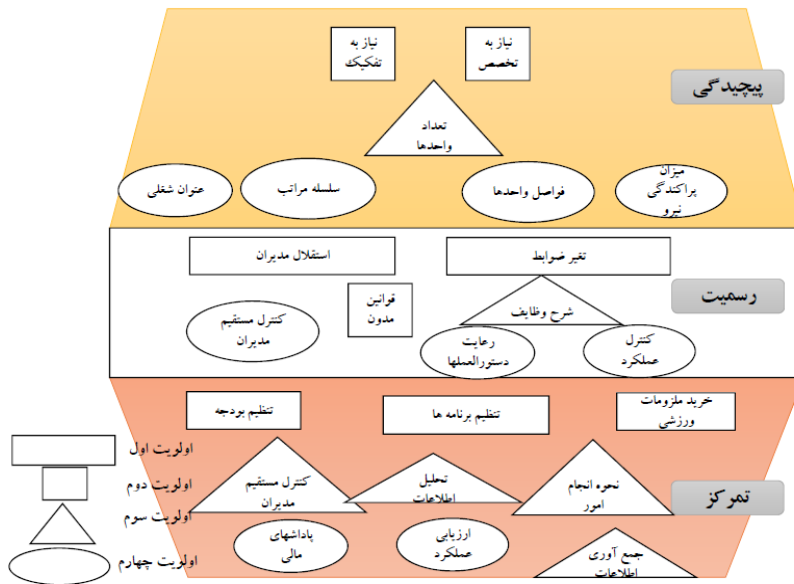 نیاز به
تخصص
نیاز به
تفکیک
پیچیدگی
تعداد
واحدها
میزان
پراکندگی
نیرو
فواصل واحدها
سلسله مراتب
عنوان شغلی
تغیر ضوابط
استقلال مدیران
رسمیت
قوانین
مدون
شرح وظایف
کنترل مستقیم
مدیران
کنترل
عملکرد
رعایت
دستورالعملها
خرید ملزومات
ورزشی
تنظیم برنامه ها
تنظیم بودجه
اولویت اول
تمرکز
نحوه انجام
امور
تحلیل
اطلاعات
کنترل مستقیم
مدیران
اولویت دوم
اولویت سوم
جمع آوری
اطلاعات
ارزیابی
عملکرد
پاداشهای
مالی
اولویت چهارم